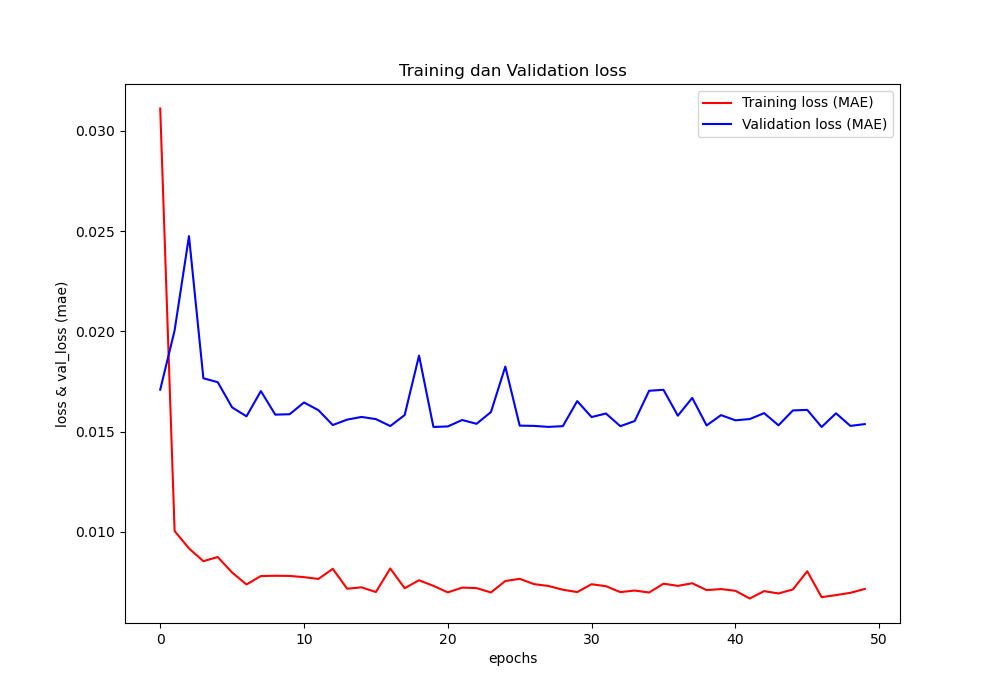 Training dan Validation loss
Training loss (MAE)
Validation loss (MAE)
0.030
0.025
0.020
0.015
0.010
loss & val_loss (mae)
0 10 20 30 40 50
epochs